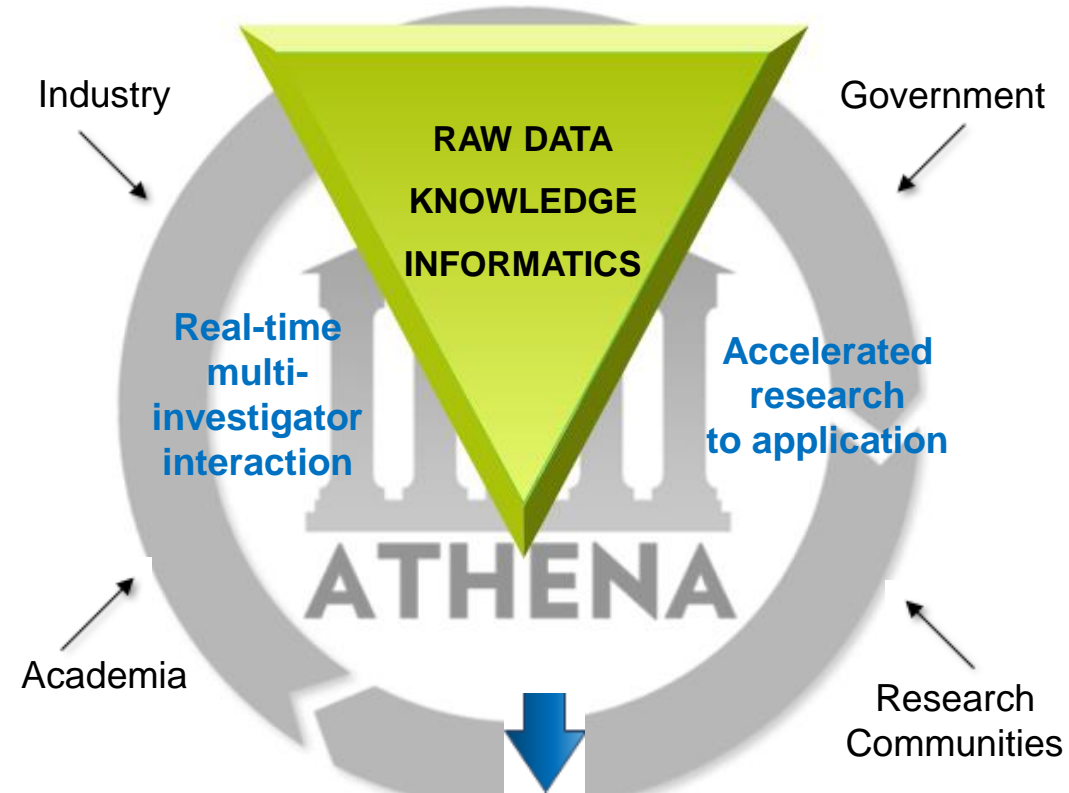 Industry
Government
RAW DATA
KNOWLEDGE
INFORMATICS
Real-time
multi-
investigator
interaction
Accelerated
research
to application
ATHENA
Academia
Research
Communities